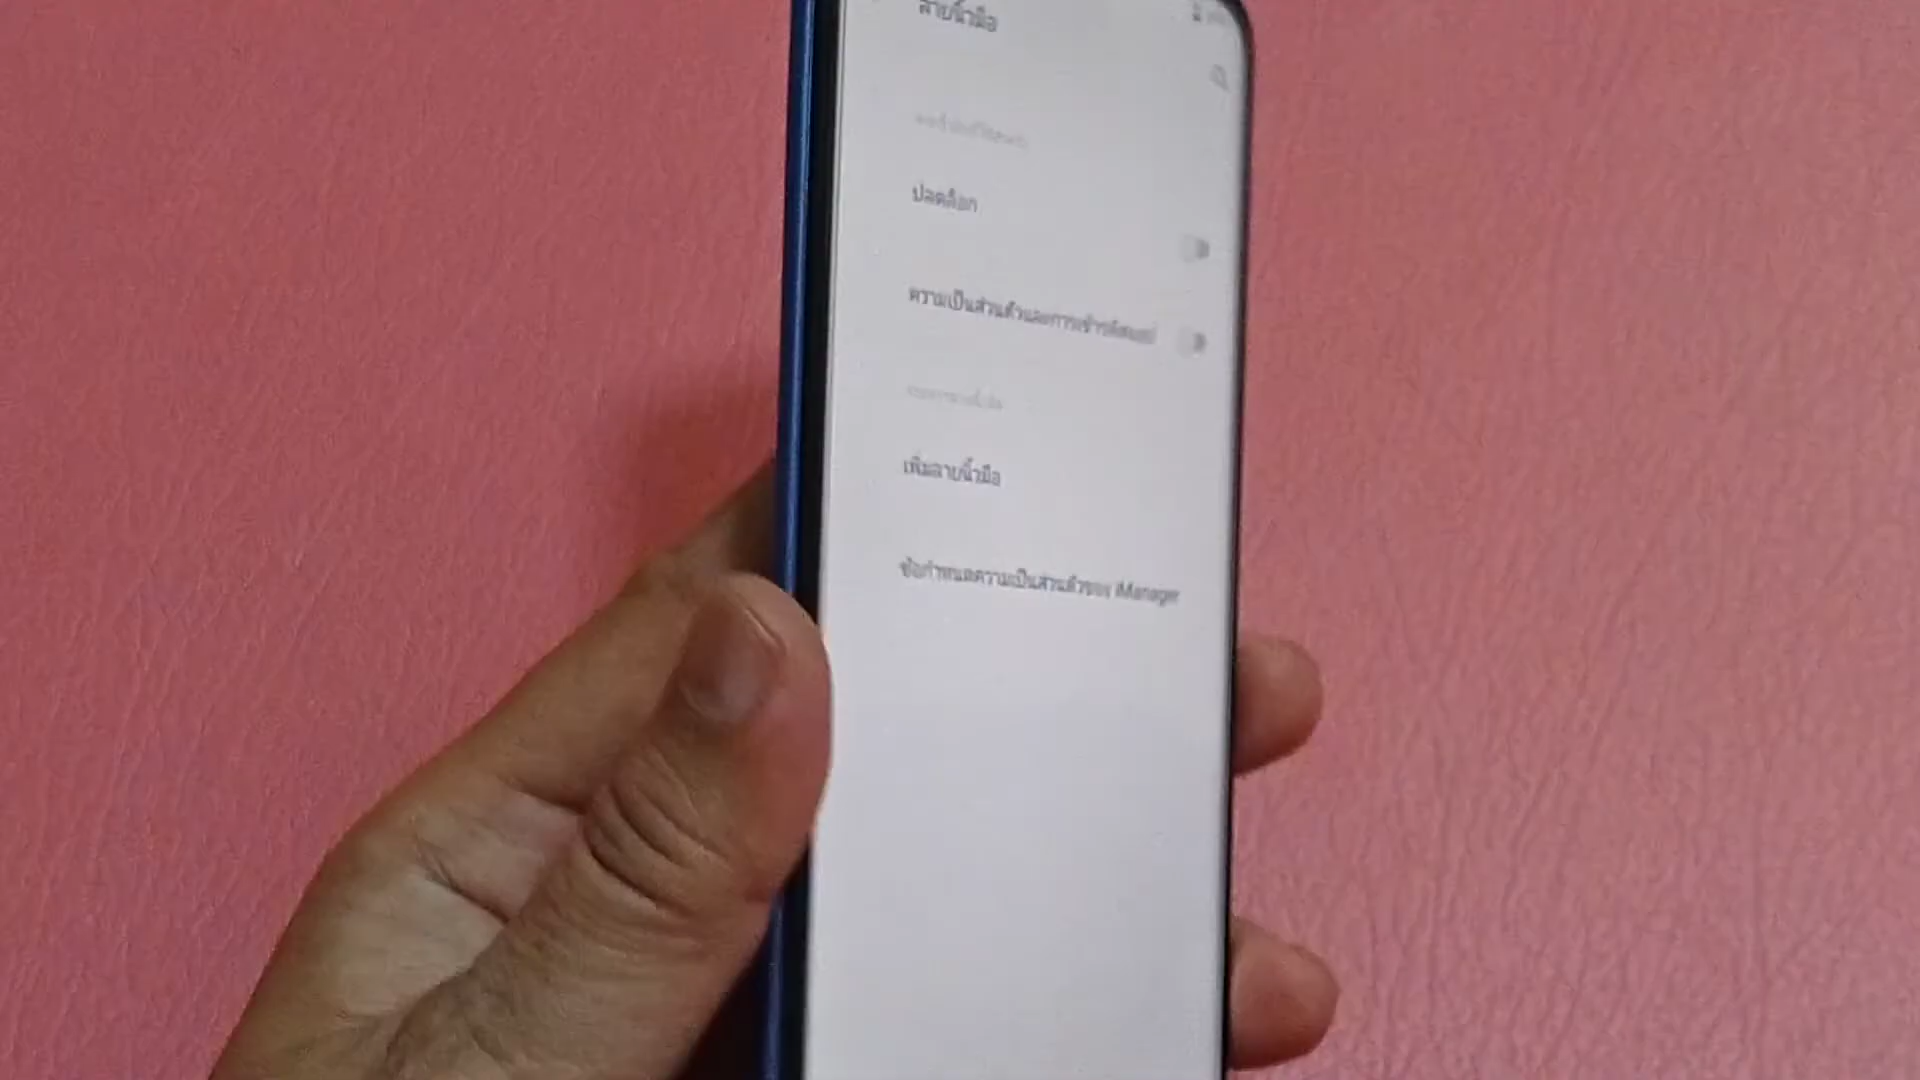 ลายนิ้วมือ
ปลดล็อก
ความเป็นส่วนตัวและการเข้ารหัสแอป
เพิ่มลายนิ้วมือ
ข้อกำหนดความเป็นส่วนตัวของ iManager